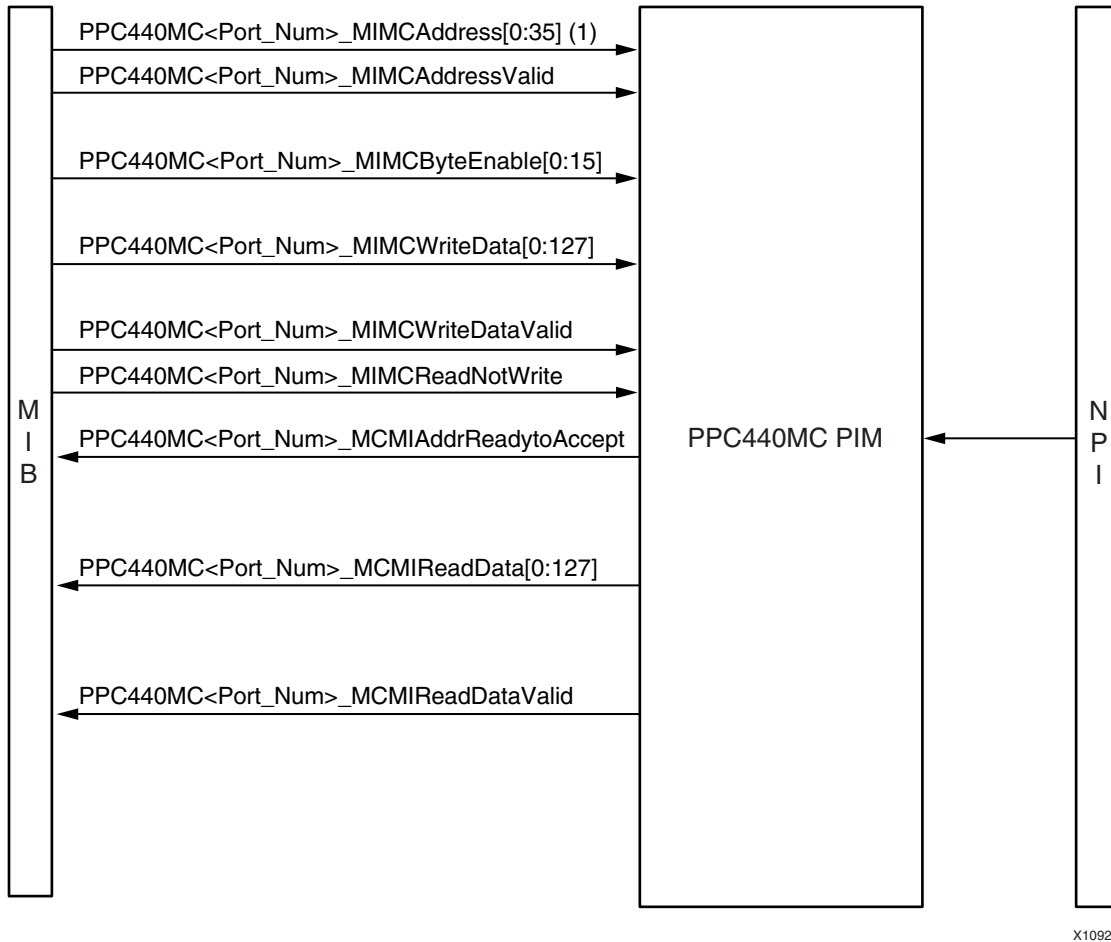 PPC440MC<Port_Num>_MIMCAddress[0:35] (1)
PPC440MC<Port_Num>_MIMCAddressValid
PPC440MC<Port_Num>_MIMCByteEnable[0:15]
PPC440MC<Port_Num>_MIMCWriteData[0:127]
PPC440MC<Port_Num>_MIMCWriteDataValid
PPC440MC<Port_Num>_MIMCReadNotWrite
PPC440MC<Port_Num>_MCMIAddrReadytoAccept
PPC440MC<Port_Num>_MCMIReadData[0:127]
PPC440MC<Port_Num>_MCMIReadDataValid
M
I
B
PPC440MC PIM
N
P
I
X1092